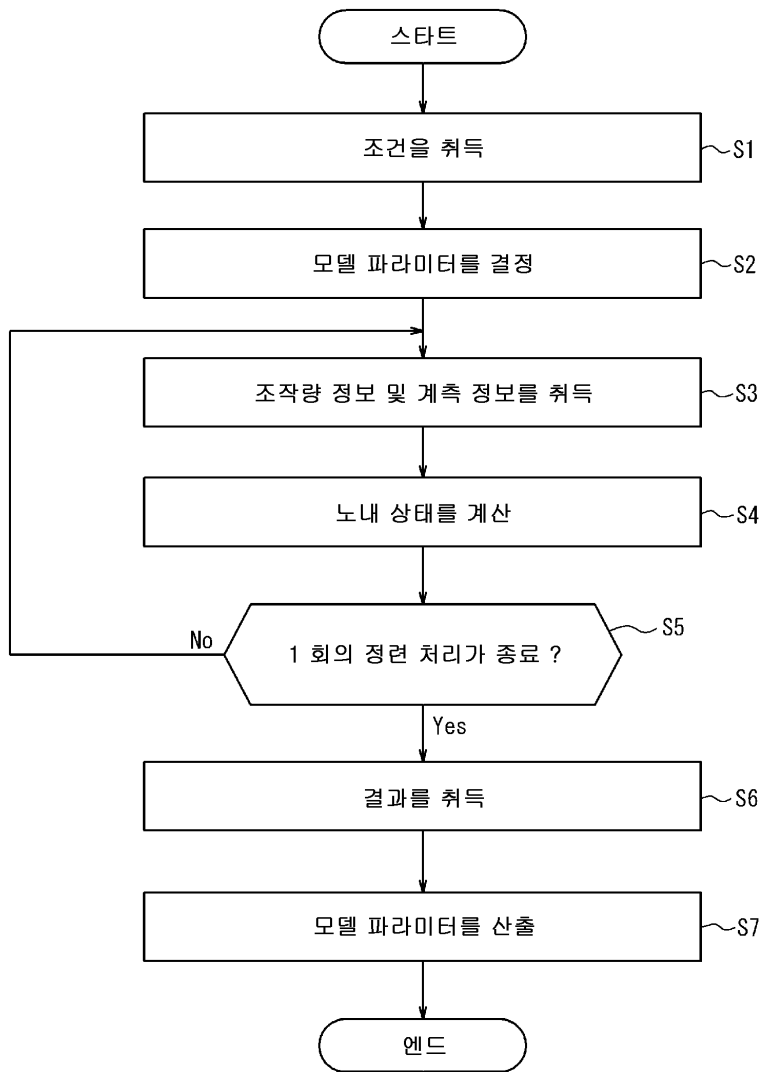 스타트
조건을 취득
S1
모델 파라미터를 결정
S2
조작량 정보 및 계측 정보를 취득
S3
노내 상태를 계산
S4
1 회의 정련 처리가 종료 ?
S5
No
Yes
결과를 취득
S6
모델 파라미터를 산출
S7
엔드